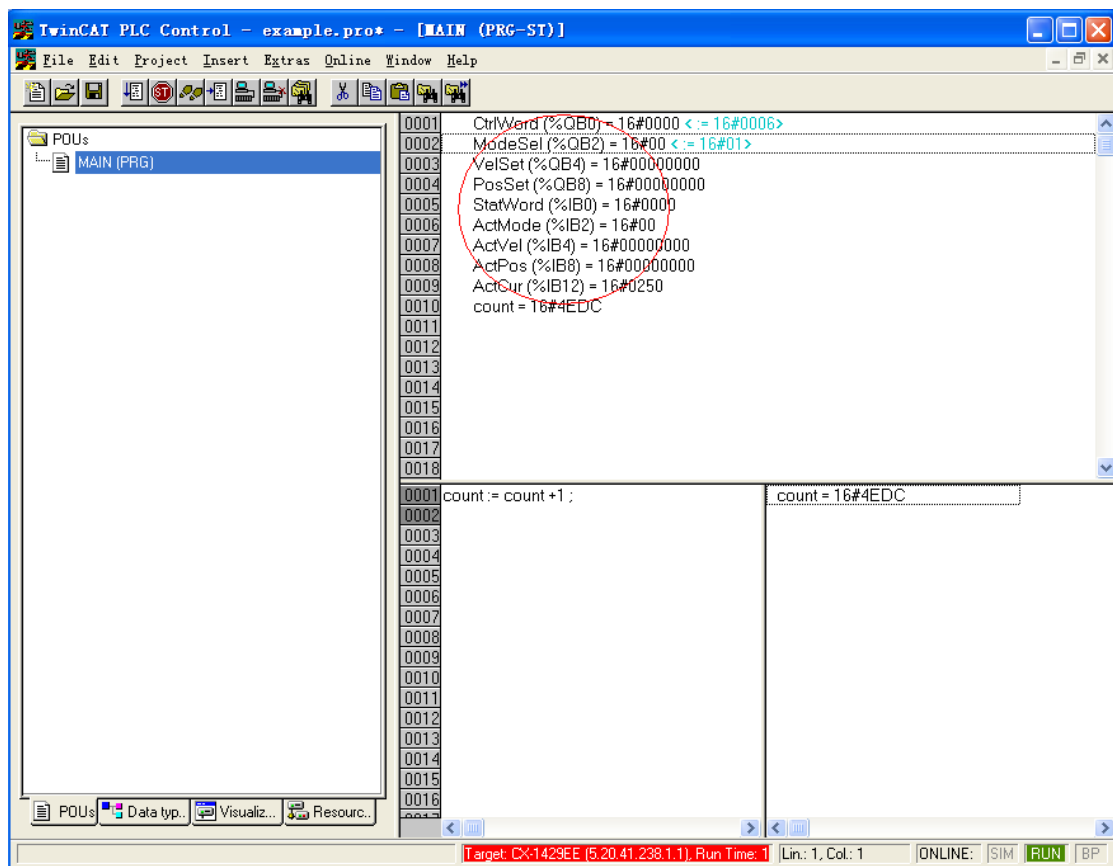 TwinCAT PLC Control - example.pro* - [MAIN (PRG-ST)]
File Edit Project Insert Extras Online Window Help
POUs
MAIN (PRG)
0001 CtrlWord (%QB0) = 16#0000 < := 16#0006>
0002 ModeSel (%QB2) = 16#00 < := 16#01>
0003 VelSet (%QB4) = 16#00000000
0004 PosSet (%QB8) = 16#00000000
0005 StatWord (%IB0) = 16#0000
0006 ActMode (%IB2) = 16#00
0007 ActVel (%IB4) = 16#00000000
0008 ActPos (%IB8) = 16#00000000
0009 ActCur (%IB12) = 16#0250
0010 count = 16#4EDC
0011
0012
0013
0014
0015
0016
0017
0018
0001 count := count +1 ; count = 16#4EDC
0002
0003
0004
0005
0006
0007
0008
0009
0010
0011
0012
0013
0014
0015
0016
POUs Data typ.. Visualiz... Resourc..
Target: CX-1429EE (5.20.41.238.1.1), Run Time: 1 Lin.: 1, Col.: 1 ONLINE: SIM RUN BP